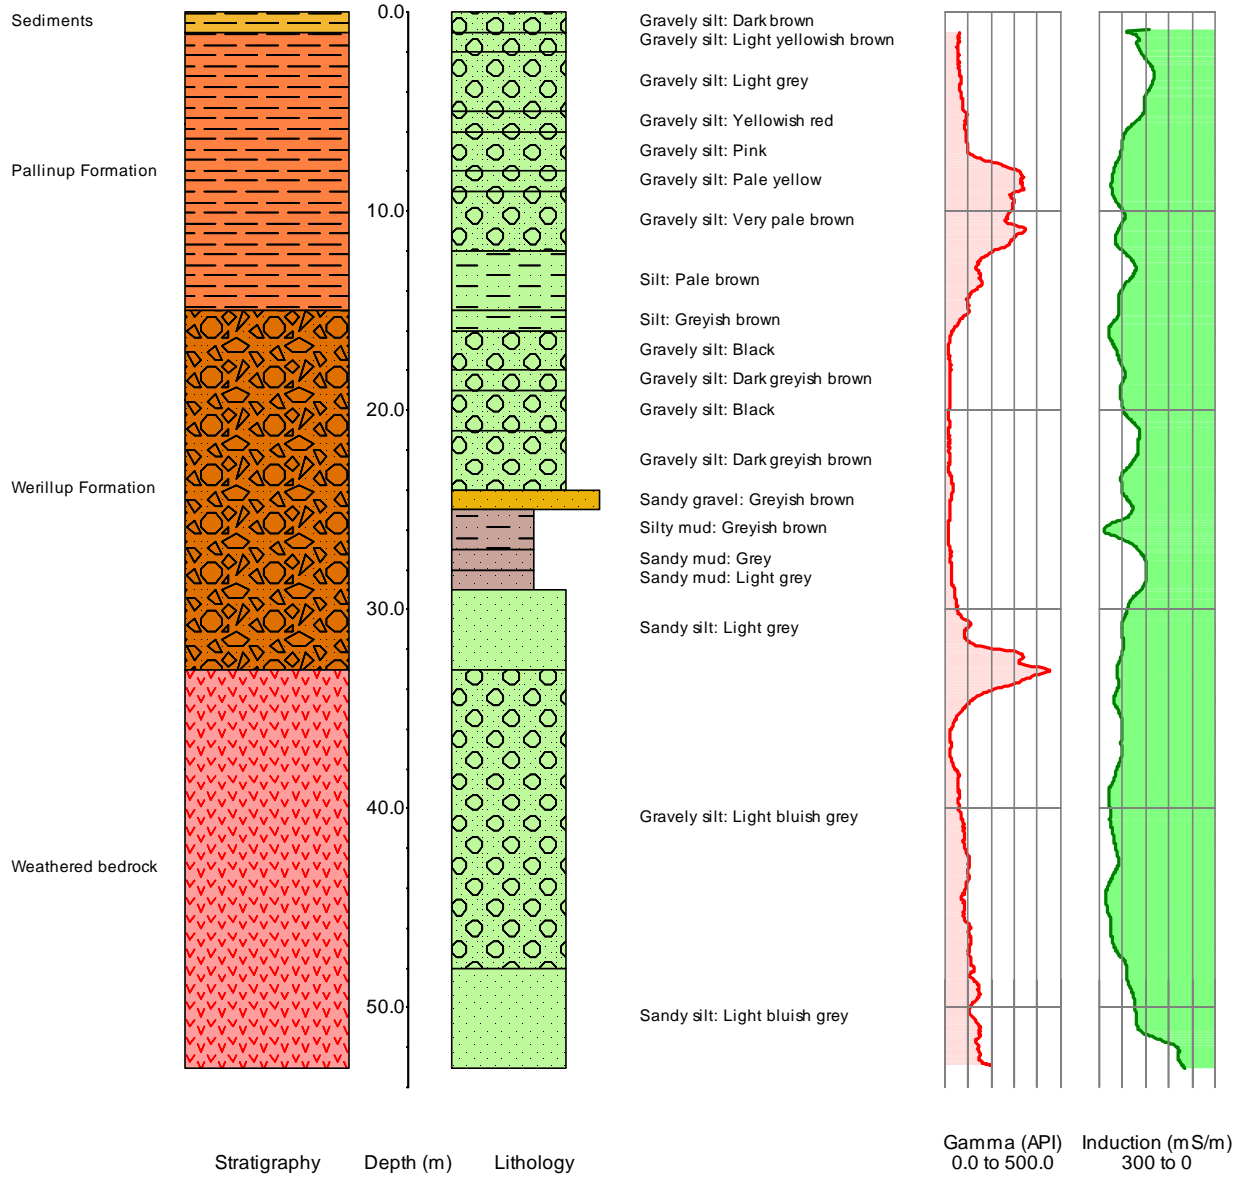 Sediments
Pallinup Formation
Werillup Formation
Weathered bedrock
Stratigraphy
0.0
10.0
20.0
30.0
40.0
50.0
Depth (m)
Lithology
Gravely silt: Dark brown
Gravely silt: Light yellowish brown
Gravely silt: Light grey
Gravely silt: Yellowish red
Gravely silt: Pink
Gravely silt: Pale yellow
Gravely silt: Very pale brown
Silt: Pale brown
Silt: Greyish brown
Gravely silt: Black
Gravely silt: Dark greyish brown
Gravely silt: Black
Gravely silt: Dark greyish brown
Sandy gravel: Greyish brown
Silty mud: Greyish brown
Sandy mud: Grey
Sandy mud: Light grey
Sandy silt: Light grey
Gravely silt: Light bluish grey
Sandy silt: Light bluish grey
Gamma (API)
0.0 to 500.0
Induction (mS/m)
300 to 0